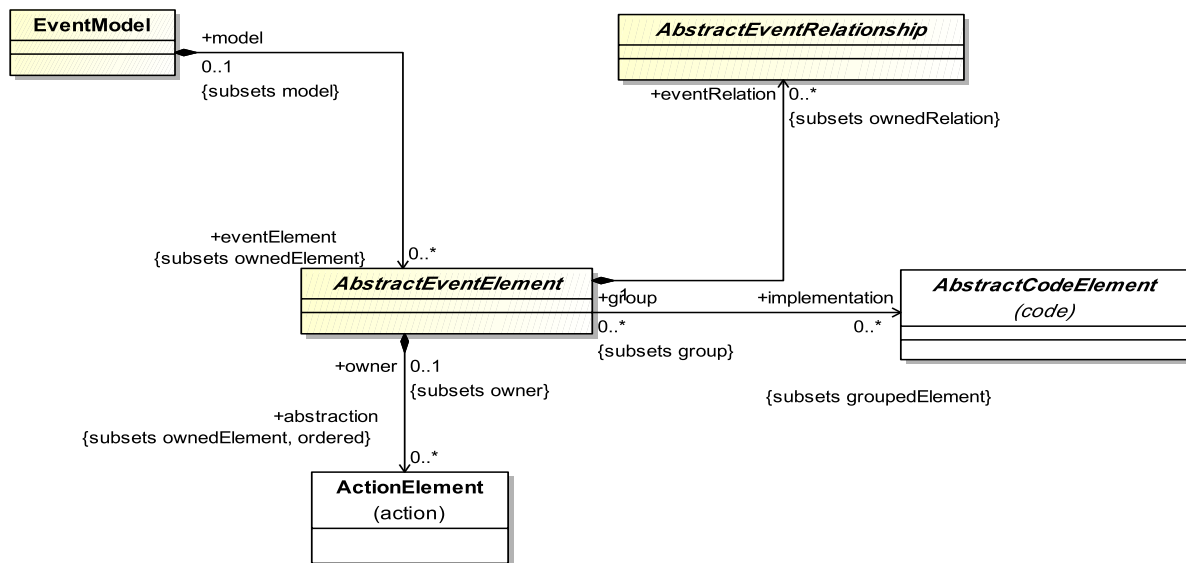 EventModel
+model
0..1
{subsets model}
AbstractEventRelationship
+eventRelation
0..*
{subsets ownedRelation}
+eventElement
{subsets ownedElement}
0..*
AbstractEventElement
1
+group
0..*
{subsets group}
+implementation
0..*
AbstractCodeElement
(code)
{subsets groupedElement}
+owner
0..1
{subsets owner}
+abstraction
{subsets ownedElement, ordered}
0..*
ActionElement
(action)